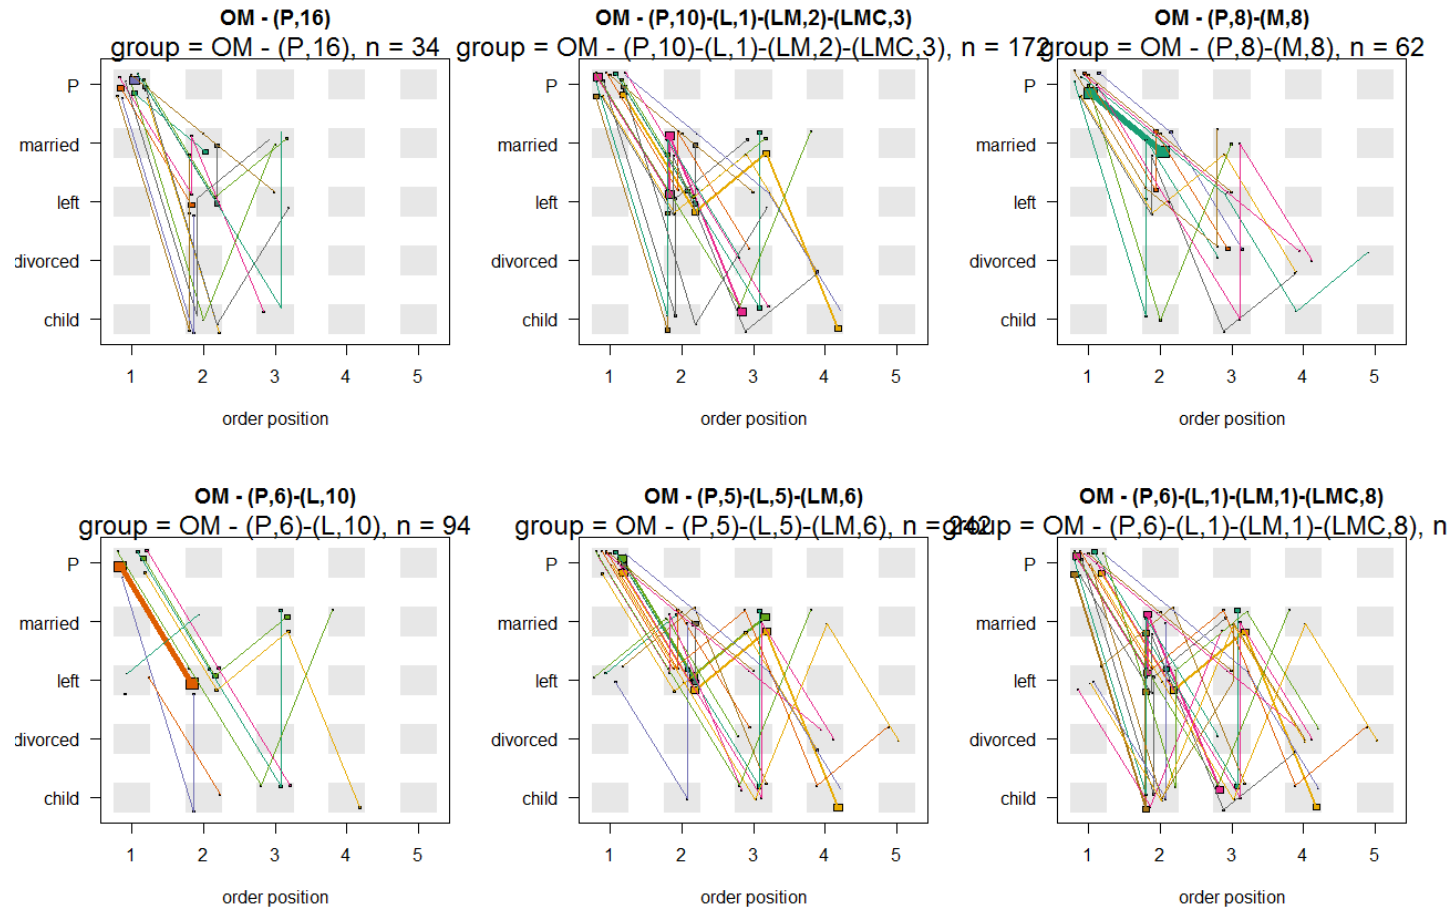 OM - (P,16)
group = OM - (P,16), n = 34
P
married
left
divorced
child
1 2 3 4 5
order position
OM - (P,10)-(L,1)-(LM,2)-(LMC,3)
group = OM - (P,10)-(L,1)-(LM,2)-(LMC,3), n = 172
P
married
left
divorced
child
1 2 3 4 5
order position
OM - (P,8)-(M,8)
group = OM - (P,8)-(M,8), n = 62
P
married
left
divorced
child
1 2 3 4 5
order position
OM - (P,6)-(L,10)
group = OM - (P,6)-(L,10), n = 94
P
married
left
divorced
child
1 2 3 4 5
order position
OM - (P,5)-(L,5)-(LM,6)
group = OM - (P,5)-(L,5)-(LM,6), n = 242
P
married
left
divorced
child
1 2 3 4 5
order position
OM - (P,6)-(L,1)-(LM,1)-(LMC,8)
group = OM - (P,6)-(L,1)-(LM,1)-(LMC,8), n
P
married
left
divorced
child
1 2 3 4 5
order position